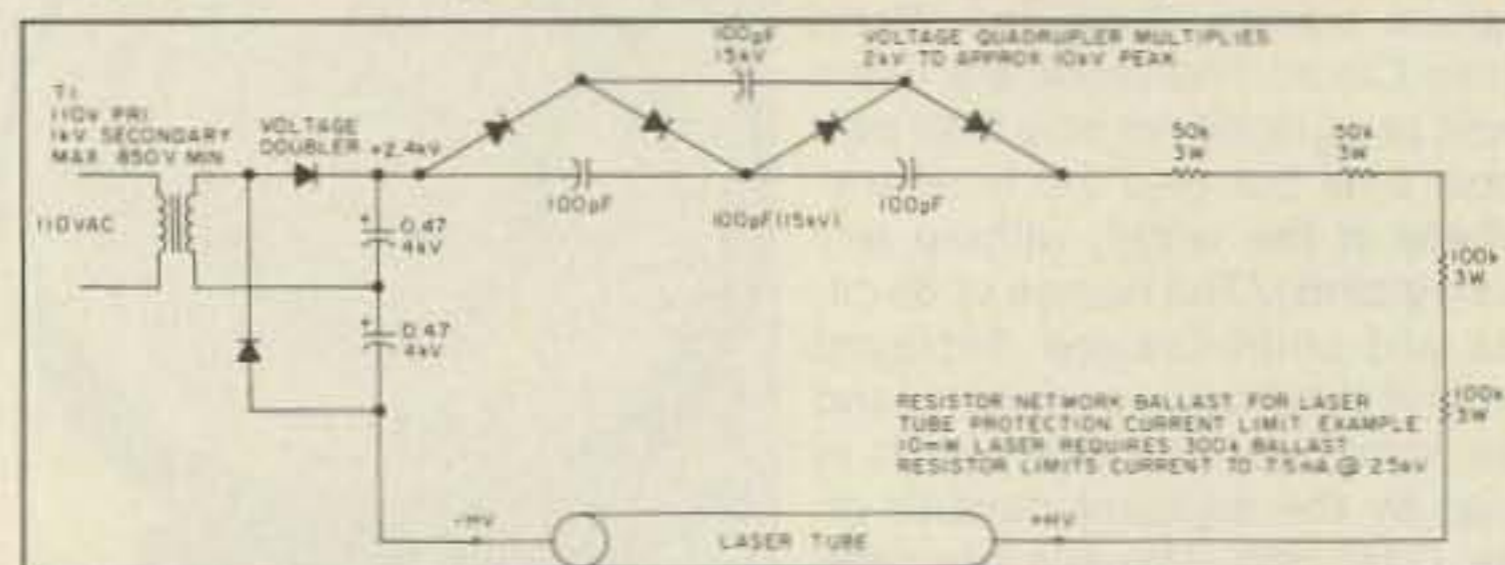 100pF
15kV
VOLTAGE QUADRUPLER MULTIPLIES
2kV TO APPROX 10kV PEAK
T1
110V PRI
1kV SECONDARY
MAX 850V MIN
VOLTAGE
DOUBLER
+2.4kV
50k
3W
50k
3W
110VAC
100pF
100pF(15kV)
100pF
+
0.47
4kV
100k
3W
+
0.47
4kV
100k
3W
RESISTOR NETWORK BALLAST FOR LASER
TUBE PROTECTION CURRENT LIMIT EXAMPLE
10mW LASER REQUIRES 300k BALLAST
RESISTOR LIMITS CURRENT TO 7.5mA @ 2.5kV
-HV
LASER TUBE
+HV